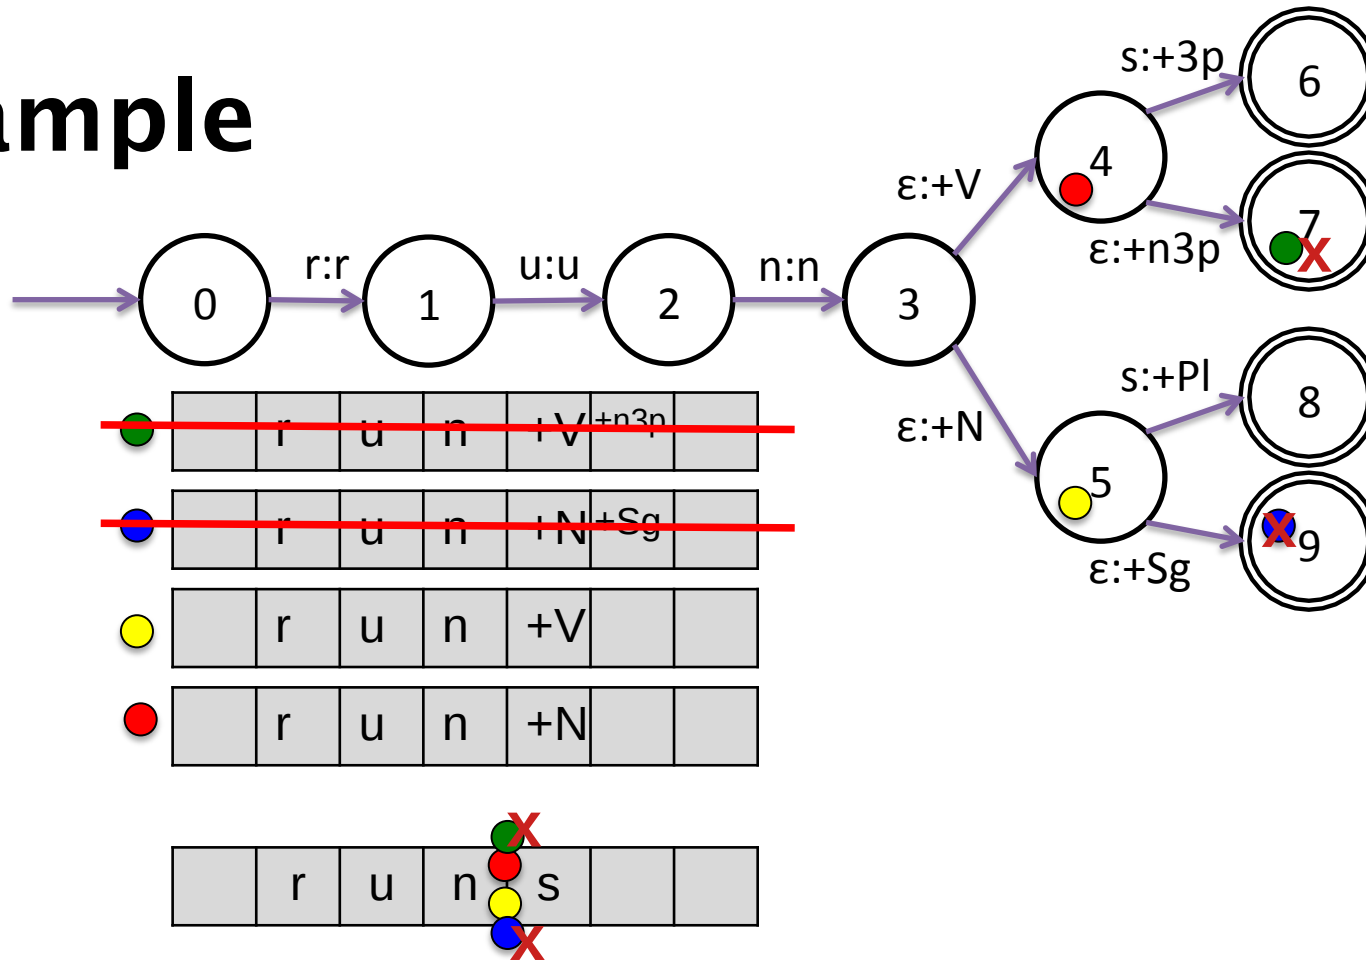 ample
s:+3p
6
4
ε:+V
7
X
ε:+n3p
0
r:r
1
u:u
2
n:n
3
s:+Pl
8
ε:+N
5
X
9
ε:+Sg
r u n +V +n3p
r u n +N +Sg
r u n +V
r u n +N
X
r u n s
X